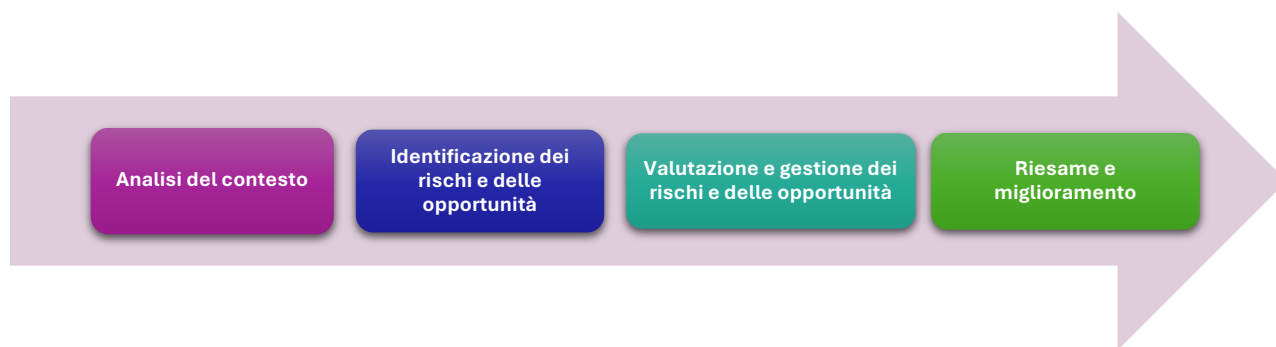 Analisi del contesto
Identificazione dei
rischi e delle
opportunità
Valutazione e gestione dei
rischi e delle opportunità
Riesame e
miglioramento